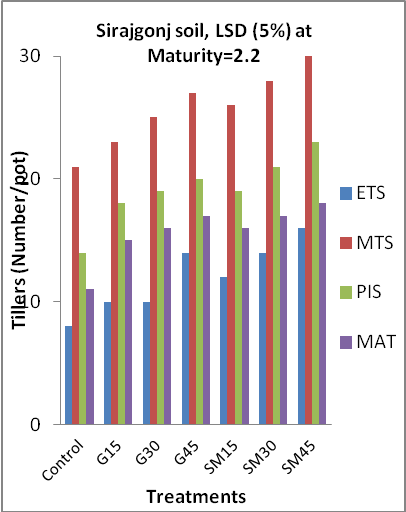 Sirajgonj soil, LSD (5%) at
Maturity=2.2
30
20
10
0
Tillers (Number/pot)
Control
G15
G30
G45
SM15
SM30
SM45
Treatments
ETS
MTS
PIS
MAT